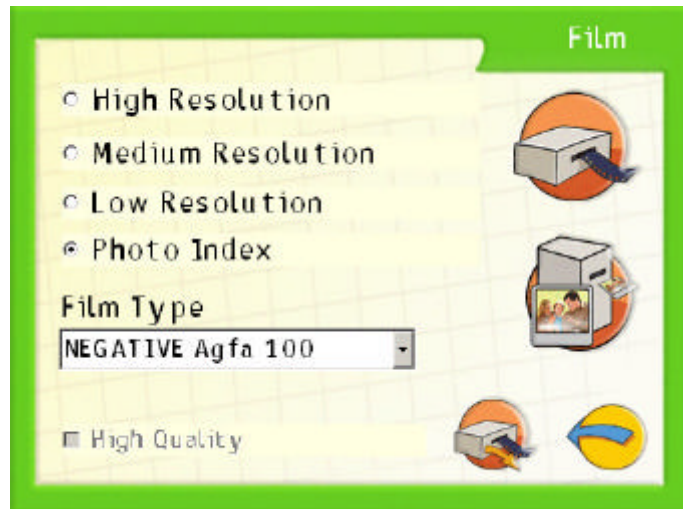 Film
High Resolution
Medium Resolution
Low Resolution
Photo Index
Film Type
NEGATIVE Agfa 100
High Quality